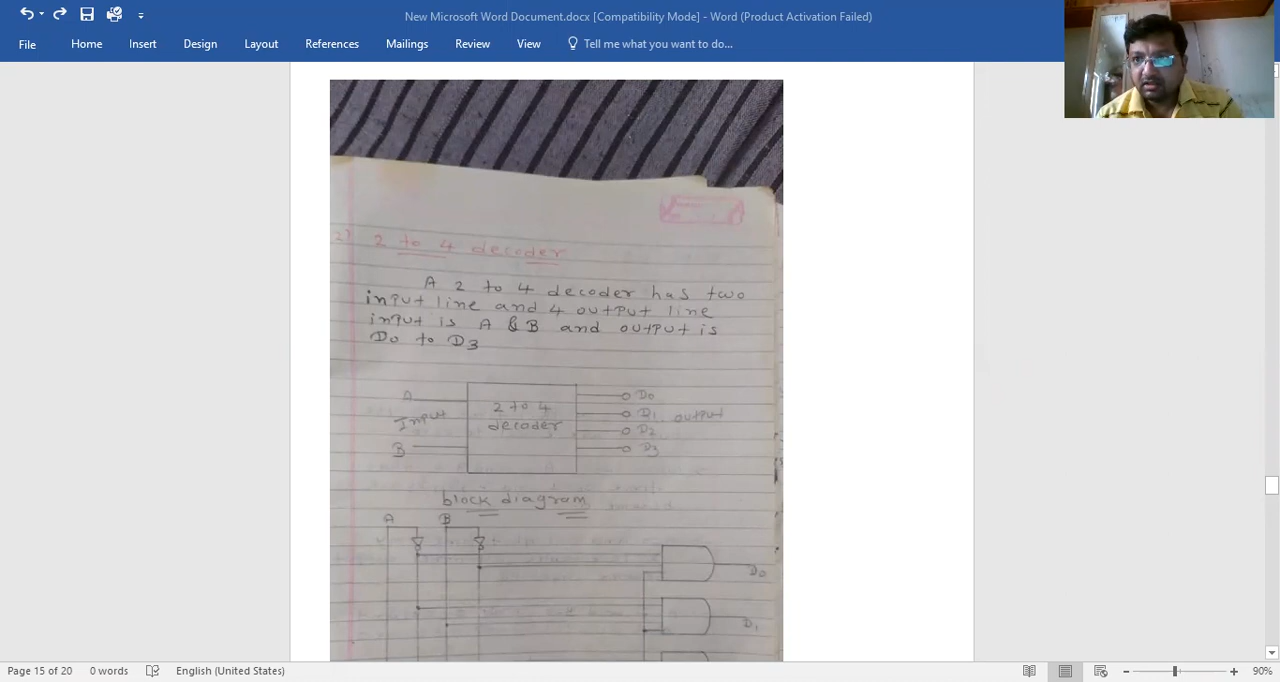 New Microsoft Word Document.docx [Compatibility Mode] - Word (Product Activation Failed)
File Home Insert Design Layout References Mailings Review View Tell me what you want to do...
2) 2 to 4 decoder
A 2 to 4 decoder has two
input line and 4 output line
input is A & B and output is
D0 to D3
A
Input
B
2 to 4
decoder
D0
D1
D2
D3
output
block diagram
A B
D0
D1
Page 15 of 20 0 words English (United States) 90%